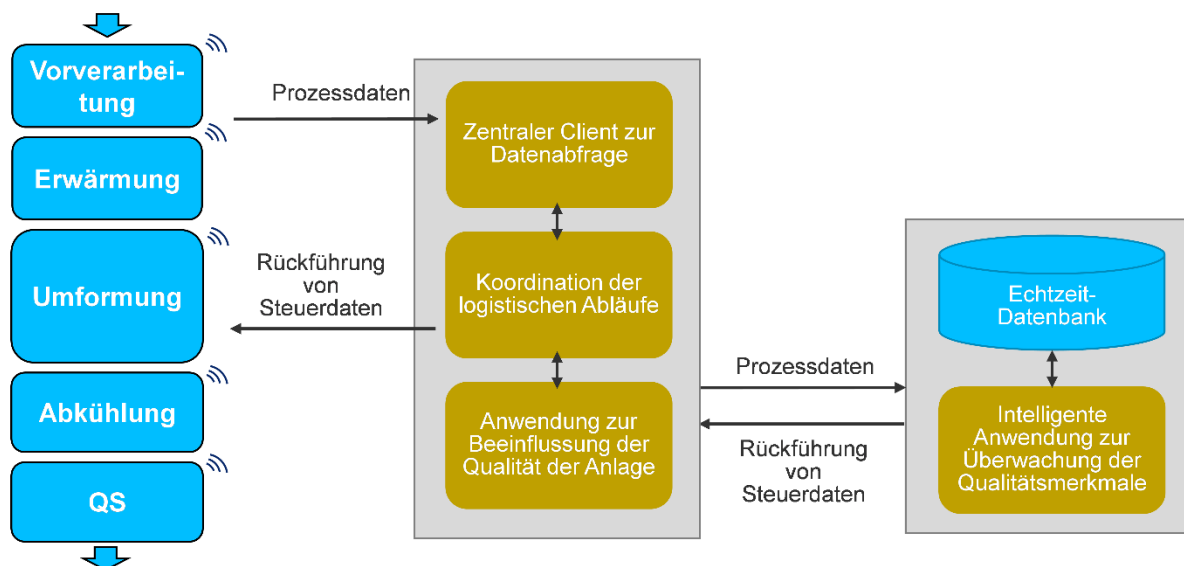 Vorverarbei-
tung
Erwärmung
Umformung
Abkühlung
QS
Prozessdaten
Rückführung
von
Steuerdaten
Zentraler Client zur
Datenabfrage
Koordination der
logistischen Abläufe
Anwendung zur
Beeinflussung der
Qualität der Anlage
Prozessdaten
Rückführung
von
Steuerdaten
Echtzeit-
Datenbank
Intelligente
Anwendung zur
Überwachung der
Qualitätsmerkmale